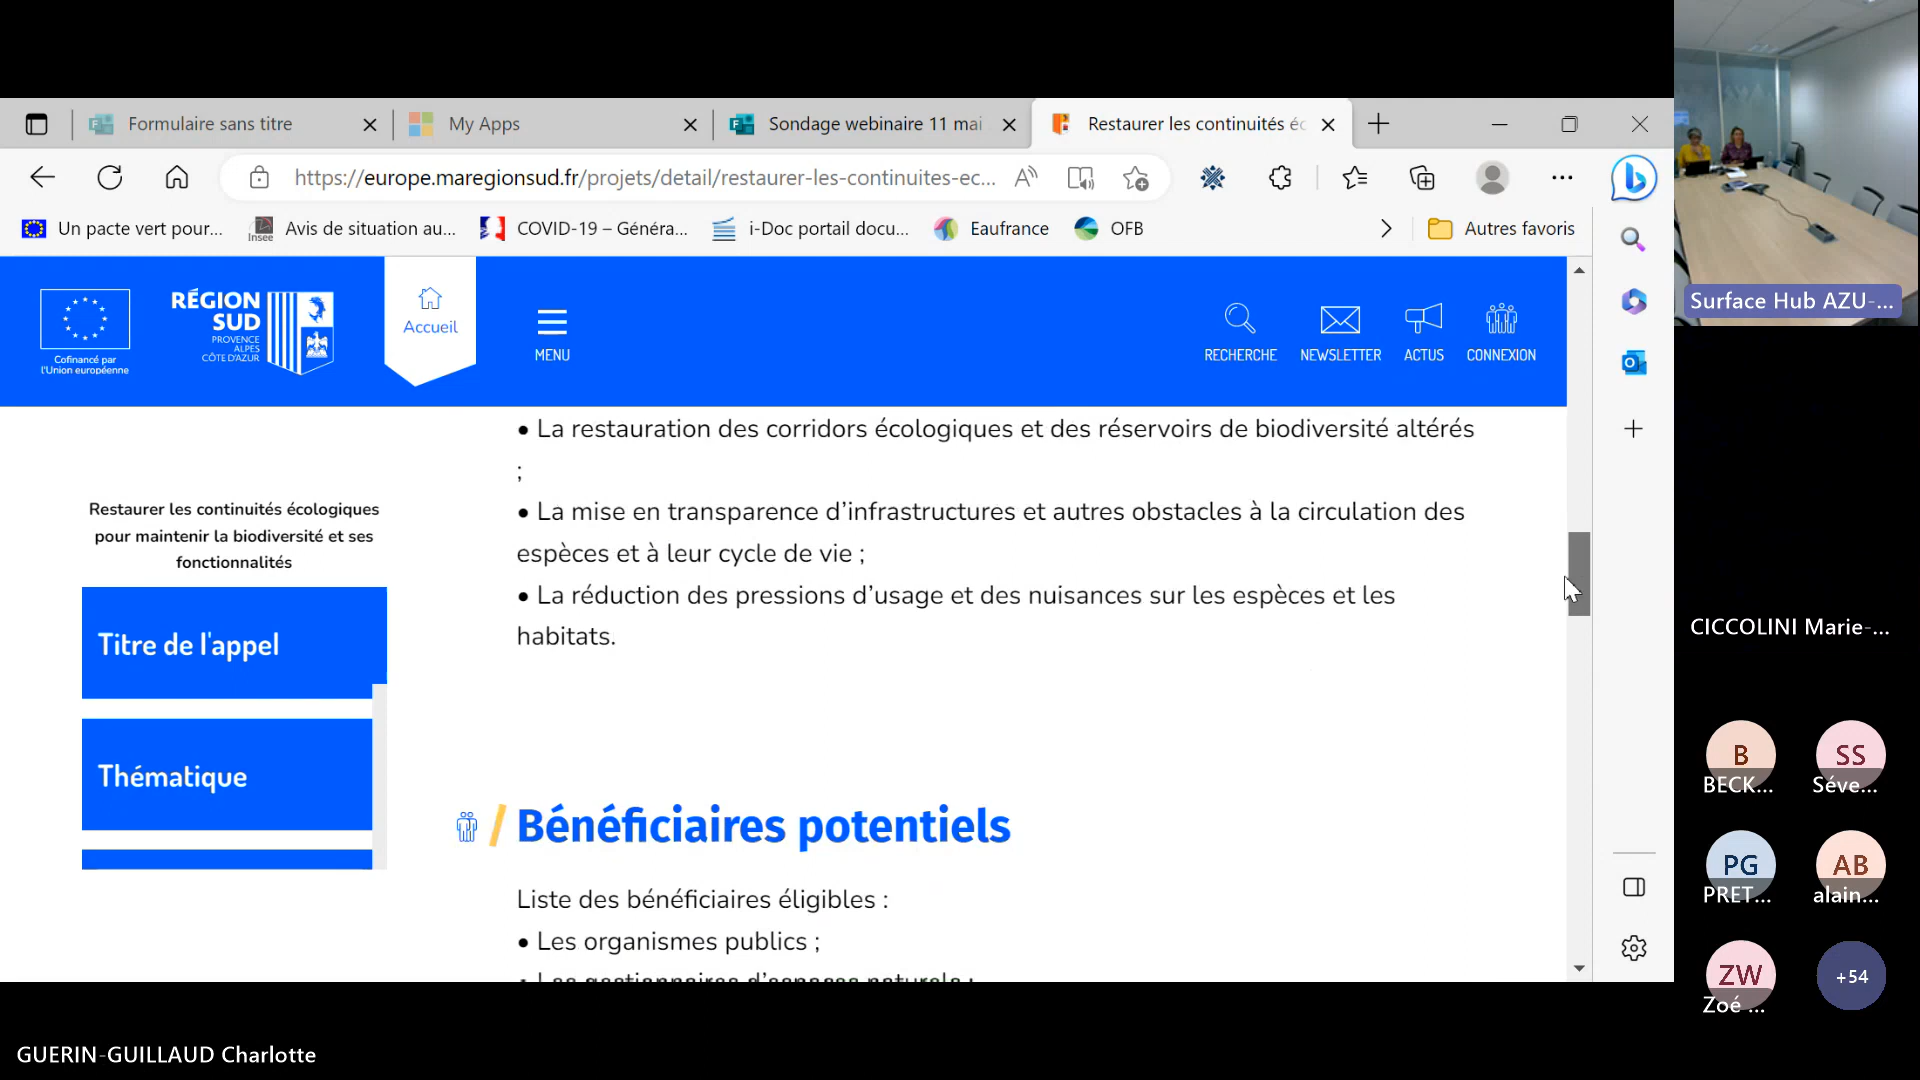 Formulaire sans titre
My Apps
Sondage webinaire 11 mai
Restaurer les continuités éc
https://europe.maregionsud.fr/projets/detail/restaurer-les-continuites-ec...
Un pacte vert pour...
Insee
Avis de situation au...
COVID-19 – Généra...
i-Doc portail docu...
Eaufrance
OFB
Autres favoris
Cofinancé par
l'Union européenne
RÉGION
SUD
PROVENCE
ALPES
CÔTE D'AZUR
Accueil
MENU
RECHERCHE
NEWSLETTER
ACTUS
CONNEXION
• La restauration des corridors écologiques et des réservoirs de biodiversité altérés
;
• La mise en transparence d'infrastructures et autres obstacles à la circulation des
espèces et à leur cycle de vie ;
• La réduction des pressions d'usage et des nuisances sur les espèces et les
habitats.
Restaurer les continuités écologiques
pour maintenir la biodiversité et ses
fonctionnalités
Titre de l'appel
Thématique
/ Bénéficiaires potentiels
Liste des bénéficiaires éligibles :
• Les organismes publics ;
• Les gestionnaires d'espaces naturels ;
Surface Hub AZU-...
CICCOLINI Marie-...
B
BECK...
SS
Séve...
PG
PRET...
AB
alain...
ZW
Zoé ...
+54
GUERIN-GUILLAUD Charlotte